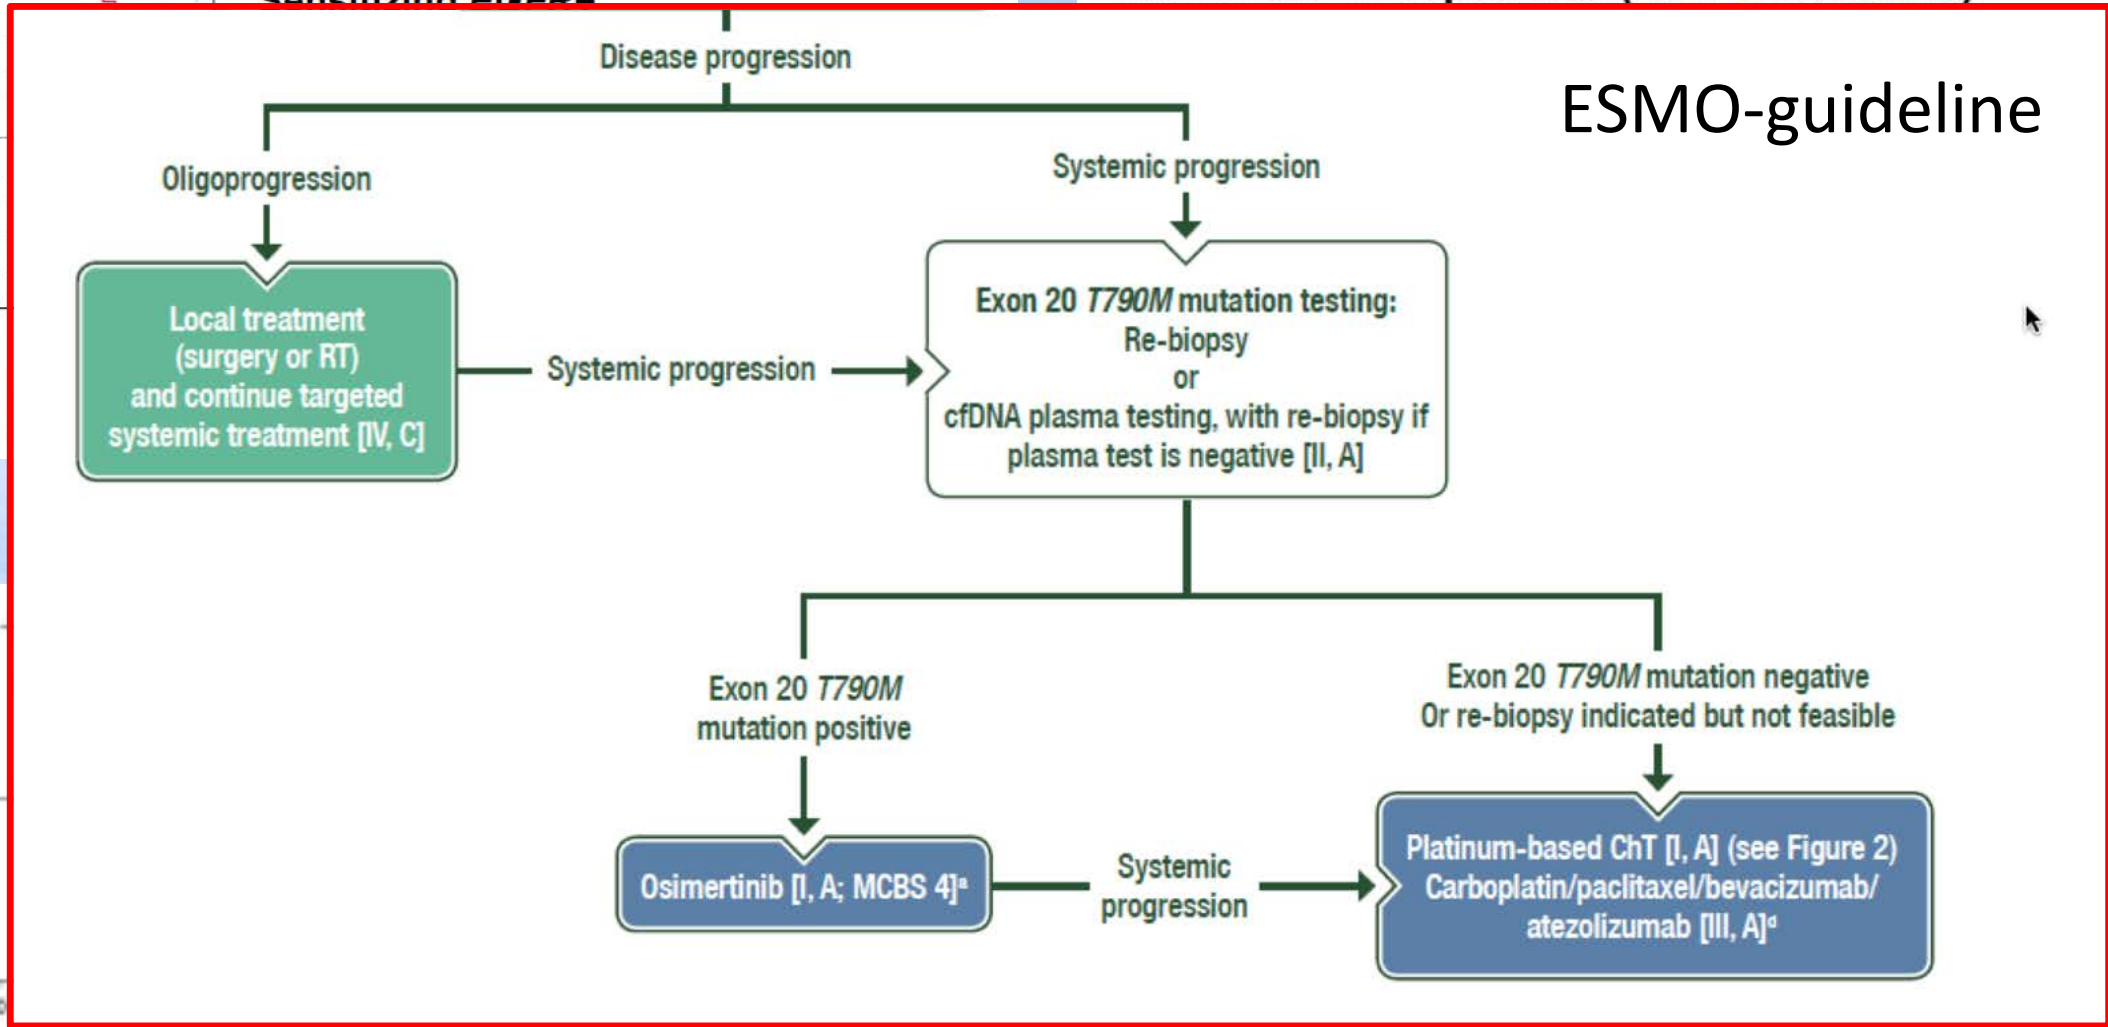 Disease progression
ESMO-guideline
Oligoprogression
Systemic progression
Local treatment
(surgery or RT)
and continue targeted
systemic treatment [IV, C]
Systemic progression
Exon 20 T790M mutation testing:
Re-biopsy
or
cfDNA plasma testing, with re-biopsy if
plasma test is negative [II, A]
Exon 20 T790M
mutation positive
Exon 20 T790M mutation negative
Or re-biopsy indicated but not feasible
Osimertinib [I, A; MCBS 4]ᵃ
Systemic
progression
Platinum-based ChT [I, A] (see Figure 2)
Carboplatin/paclitaxel/bevacizumab/
atezolizumab [III, A]ᵈ